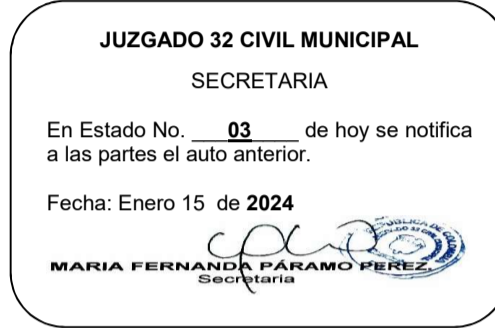 JUZGADO 32 CIVIL MUNICIPAL
SECRETARIA
En Estado No. ____03_____ de hoy se notifica
a las partes el auto anterior.
Fecha: Enero 15 de 2024
MARIA FERNANDA PÁRAMO PEREZ
Secretaria